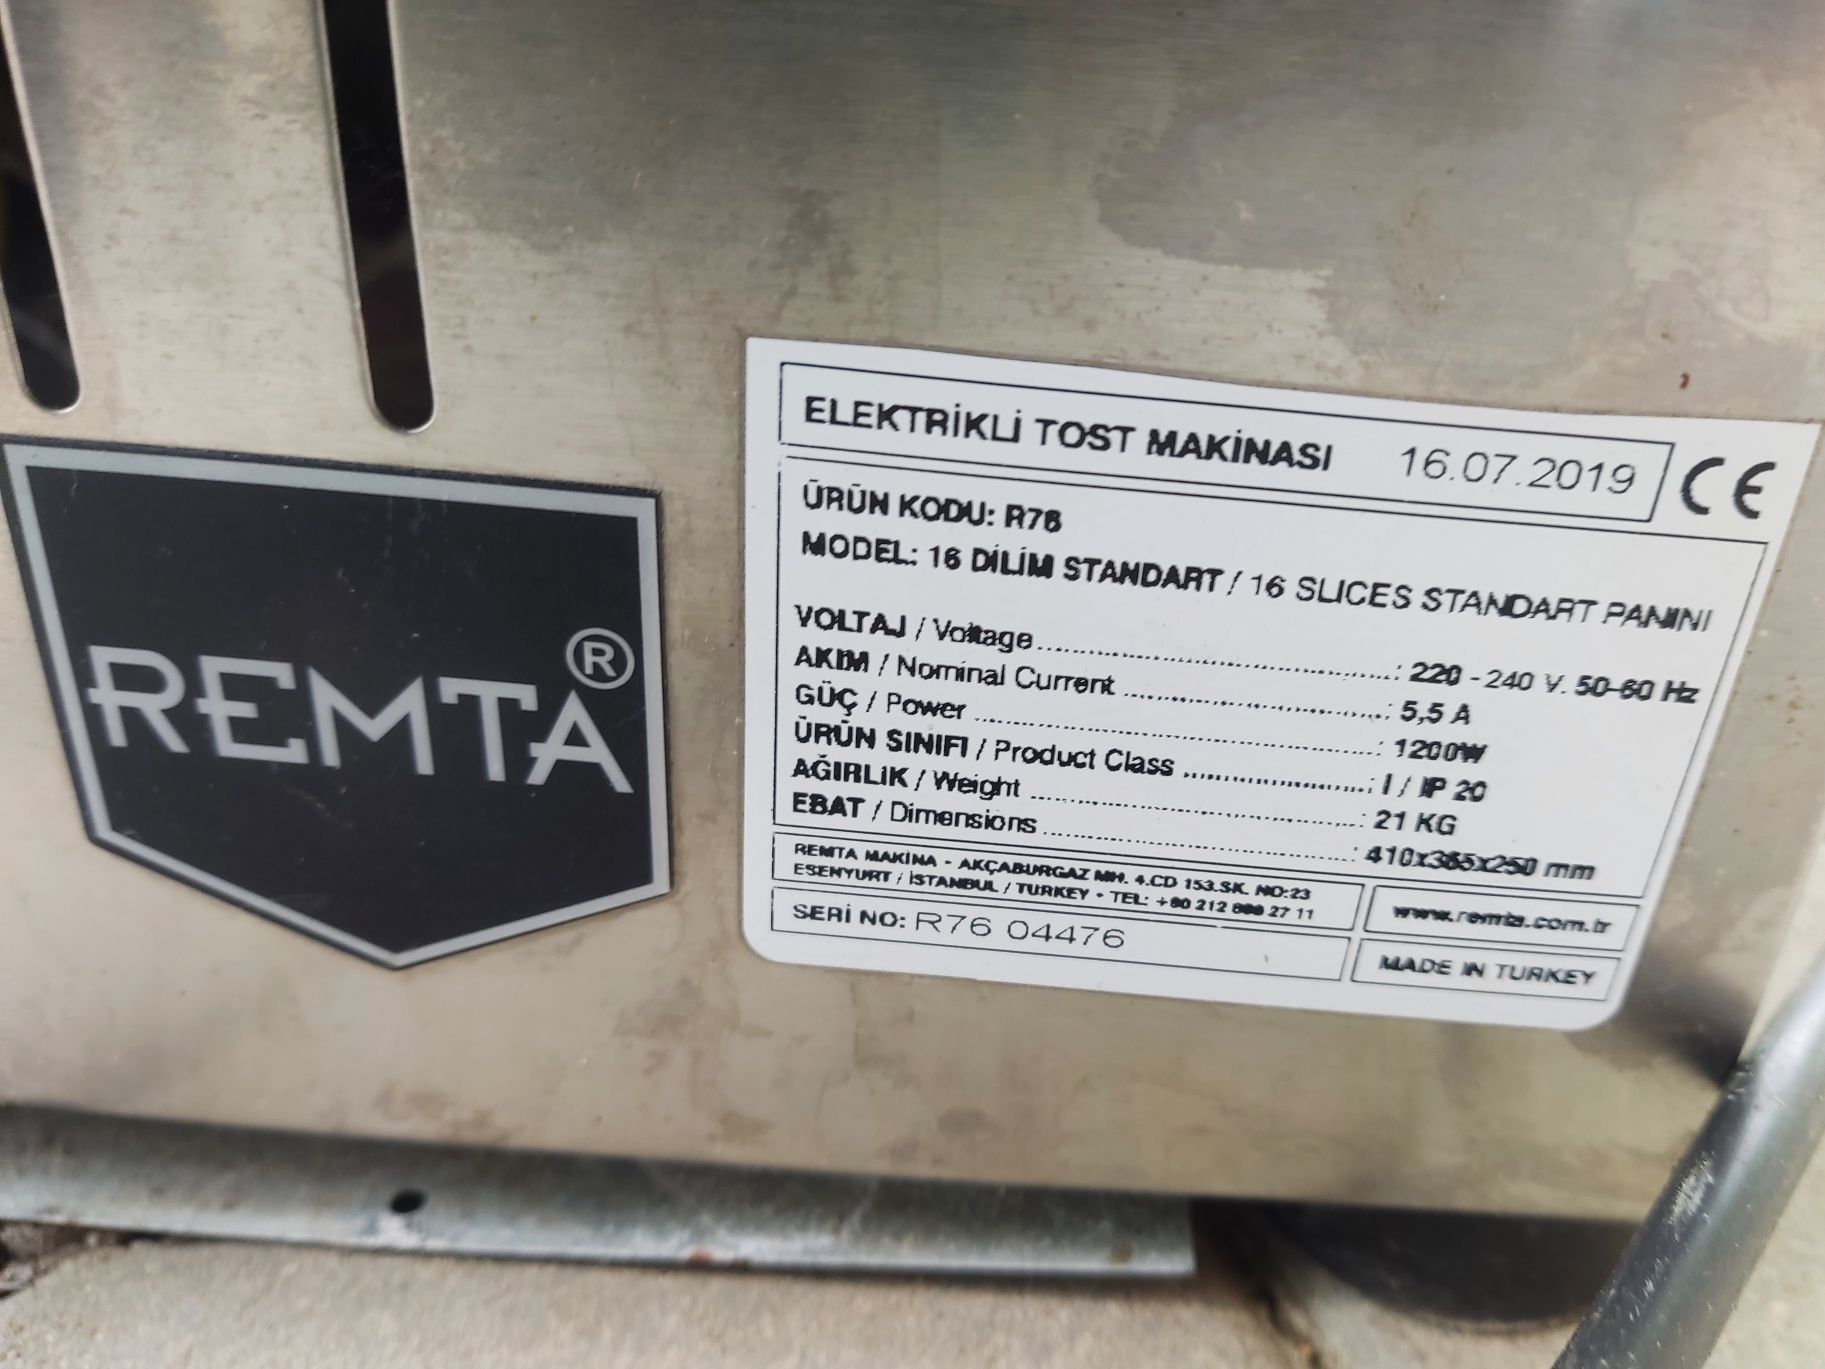 REMTA®
ELEKTRİKLİ TOST MAKİNASI 16.07.2019 CE
ÜRÜN KODU: R76
MODEL: 16 DİLİM STANDART / 16 SLICES STANDART PANINI
VOLTAJ / Voltage : 220 - 240 V. 50-60 Hz
AKIM / Nominal Current : 5,5 A
GÜÇ / Power : 1200W
ÜRÜN SINIFI / Product Class : I / IP 20
AĞIRLIK / Weight : 21 KG
EBAT / Dimensions : 410x365x250 mm
REMTA MAKİNA - AKÇABURGAZ MH. 4.CD 153.SK. NO:23
ESENYURT / İSTANBUL / TURKEY - TEL: +90 212 27 11
www.remta.com.tr
SERİ NO: R76 04476
MADE IN TURKEY